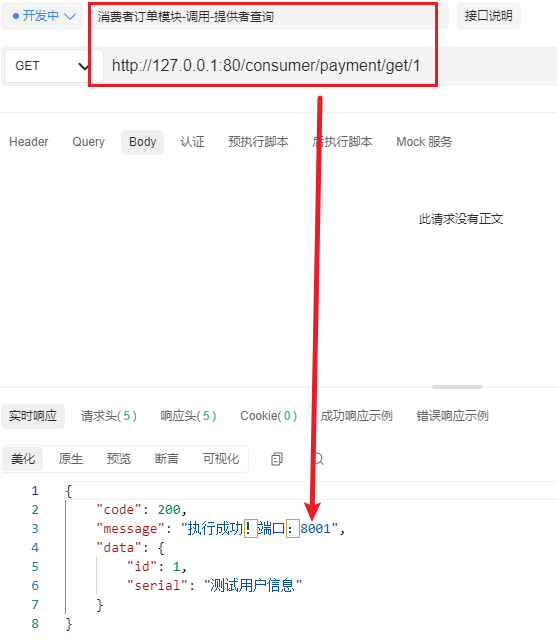 开发中 消费者订单模块-调用-提供者查询 接口说明
GET http://127.0.0.1:80/consumer/payment/get/1
Header Query Body 认证 预执行脚本 后执行脚本 Mock 服务
此请求没有正文
实时响应 请求头(5) 响应头(5) Cookie(0) 成功响应示例 错误响应示例
美化 原生 预览 断言 可视化
1 {
2 "code": 200,
3 "message": "执行成功！端口：8001",
4 "data": {
5 "id": 1,
6 "serial": "测试用户信息"
7 }
8 }